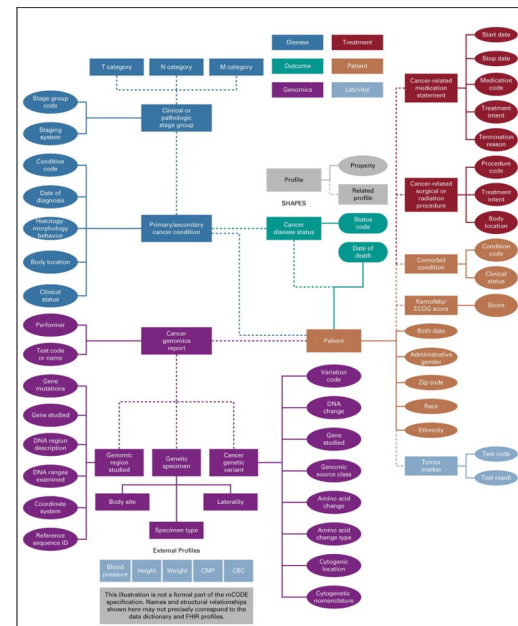 Disease
Treatment
Outcome
Patient
Genomics
Lab/vital
T category
N category
M category
Stage group
code
Staging
system
Clinical or
pathologic
stage group
Condition
code
Date of
diagnosis
Histology-
morphology
behavior
Body location
Clinical
status
Primary/secondary
cancer condition
Profile
Property
Related
profile
SHAPES
Cancer
disease status
Status
code
Date of
death
Start date
Stop date
Medication
code
Treatment
intent
Termination
reason
Cancer-related
medication
statement
Cancer-related
surgical or
radiation
procedure
Procedure
code
Treatment
intent
Body
location
Comorbid
condition
Condition
code
Clinical
status
Karnofsky/
ECOG score
Score
Patient
Birth date
Administrative
gender
Zip code
Race
Ethnicity
Tumor
marker
Test code
Test result
Performer
Test code
or name
Cancer
genomics
report
Gene
mutations
Gene studied
DNA region
description
DNA ranges
examined
Coordinate
system
Reference
sequence ID
Genomic
region
studied
Genetic
specimen
Cancer
genetic
variant
Body site
Laterality
Specimen type
Variation
code
DNA
change
Gene
studied
Genomic
source class
Amino acid
change
Amino acid
change type
Cytogenic
location
Cytogenetic
nomenclature
External Profiles
Blood
pressure
Height
Weight
CMP
CBC
This illustration is not a formal part of the mCODE
specification. Names and structural relationships
shown here may not precisely correspond to the
data dictionary and FHIR profiles.